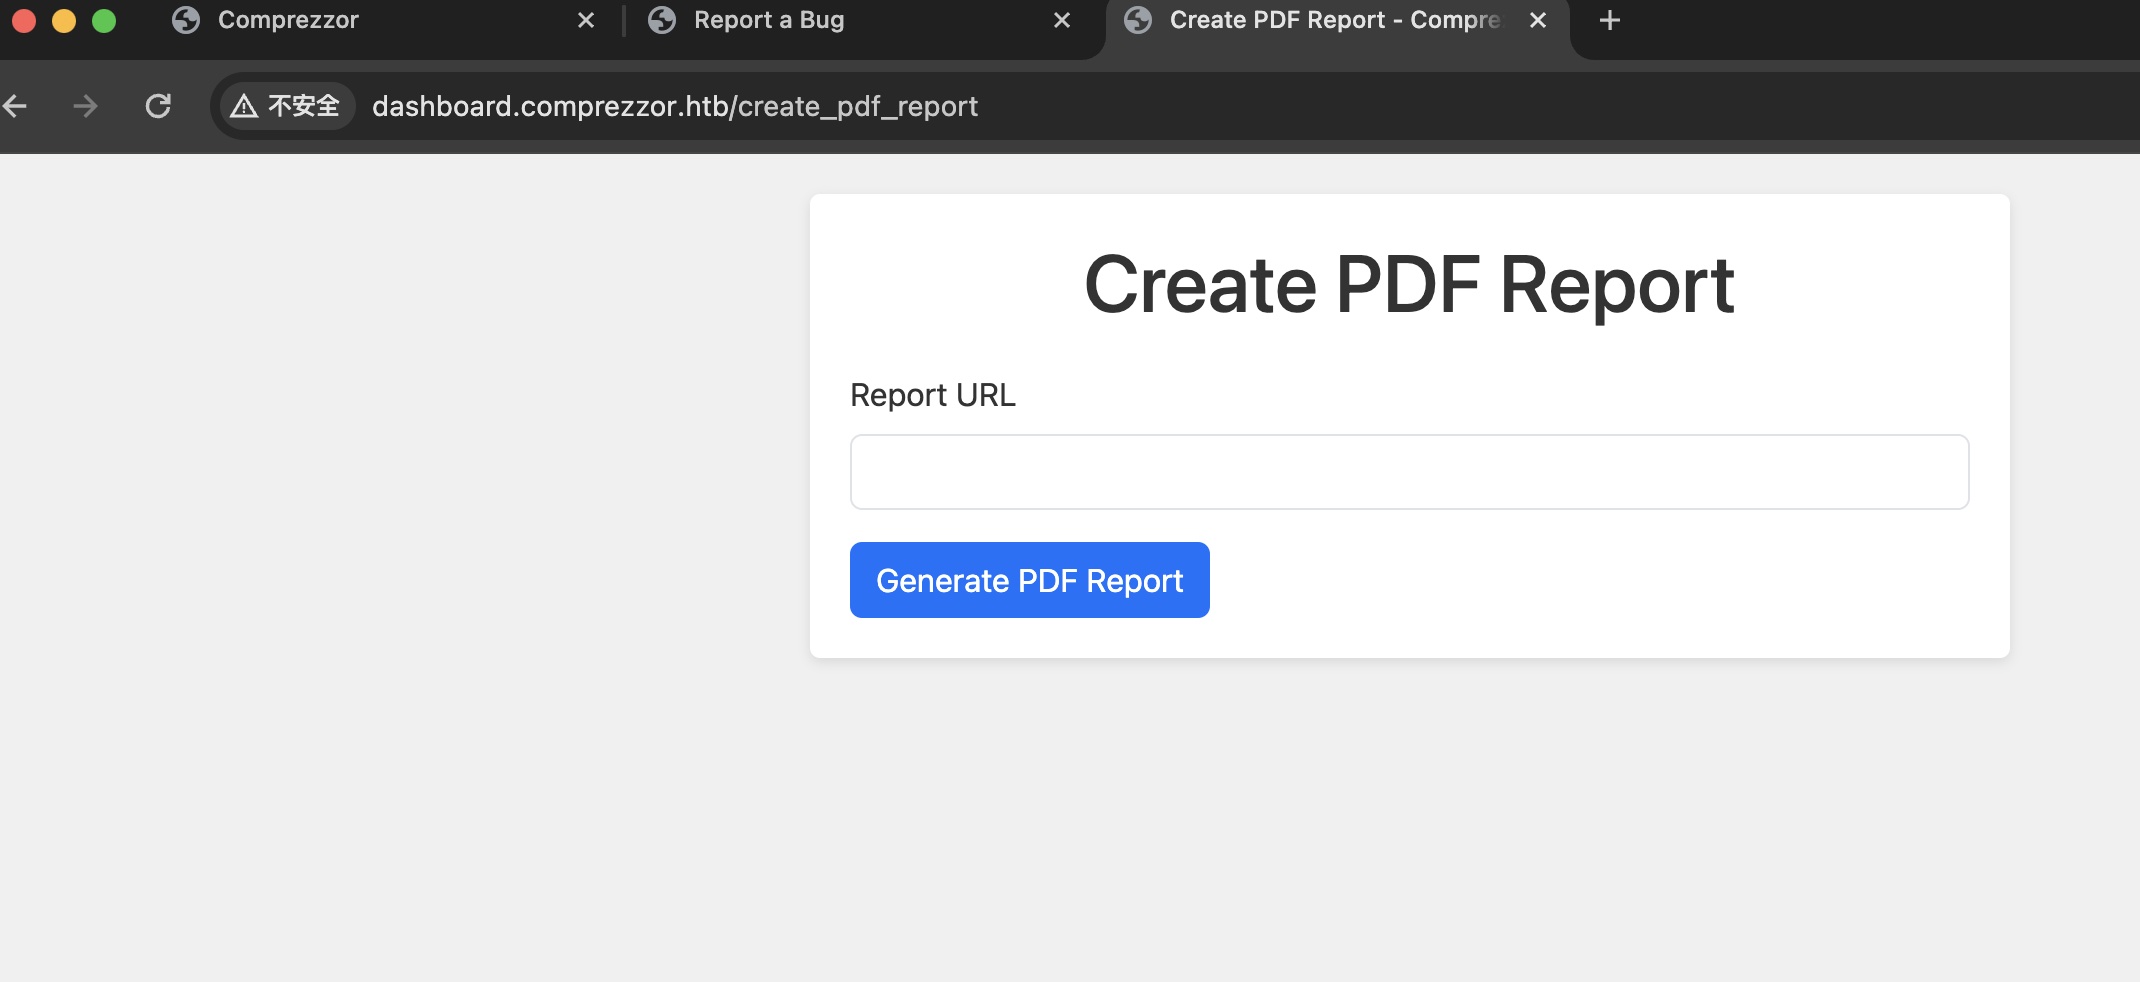 Comprezzor
Report a Bug
Create PDF Report - Compre
不安全
dashboard.comprezzor.htb/create_pdf_report
Create PDF Report
Report URL
Generate PDF Report